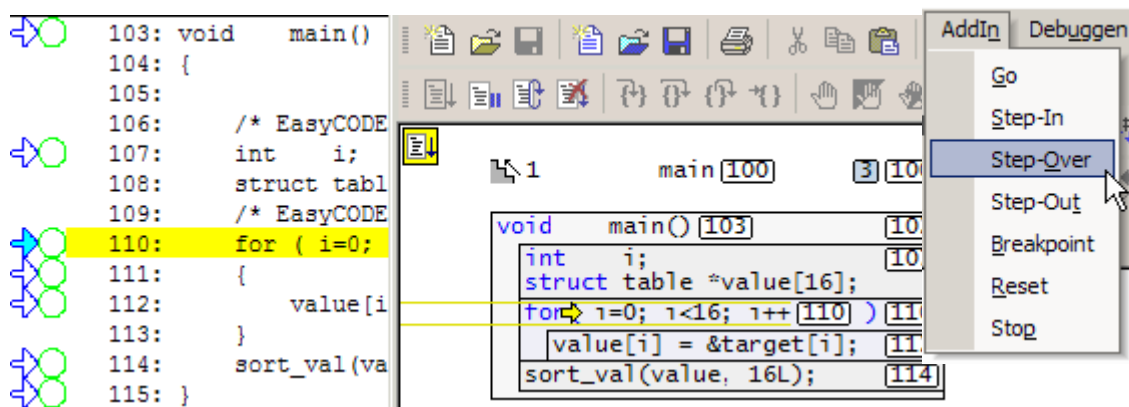 103: void    main()
104: {
105:
106:     /* EasyCODE
107:     int    i;
108:     struct tabl
109:     /* EasyCODE
110:     for ( i=0;
111:     {
112:         value[i
113:     }
114:     sort_val(va
115: }
1 main 100 3 100
void    main() 103
int    i;
struct table *value[16];
for i=0; i<16; i++ 110 ) 110
value[i] = &target[i];
sort_val(value, 16L); 114
AddIn Debuggen
Go
Step-In
Step-Over
Step-Out
Breakpoint
Reset
Stop